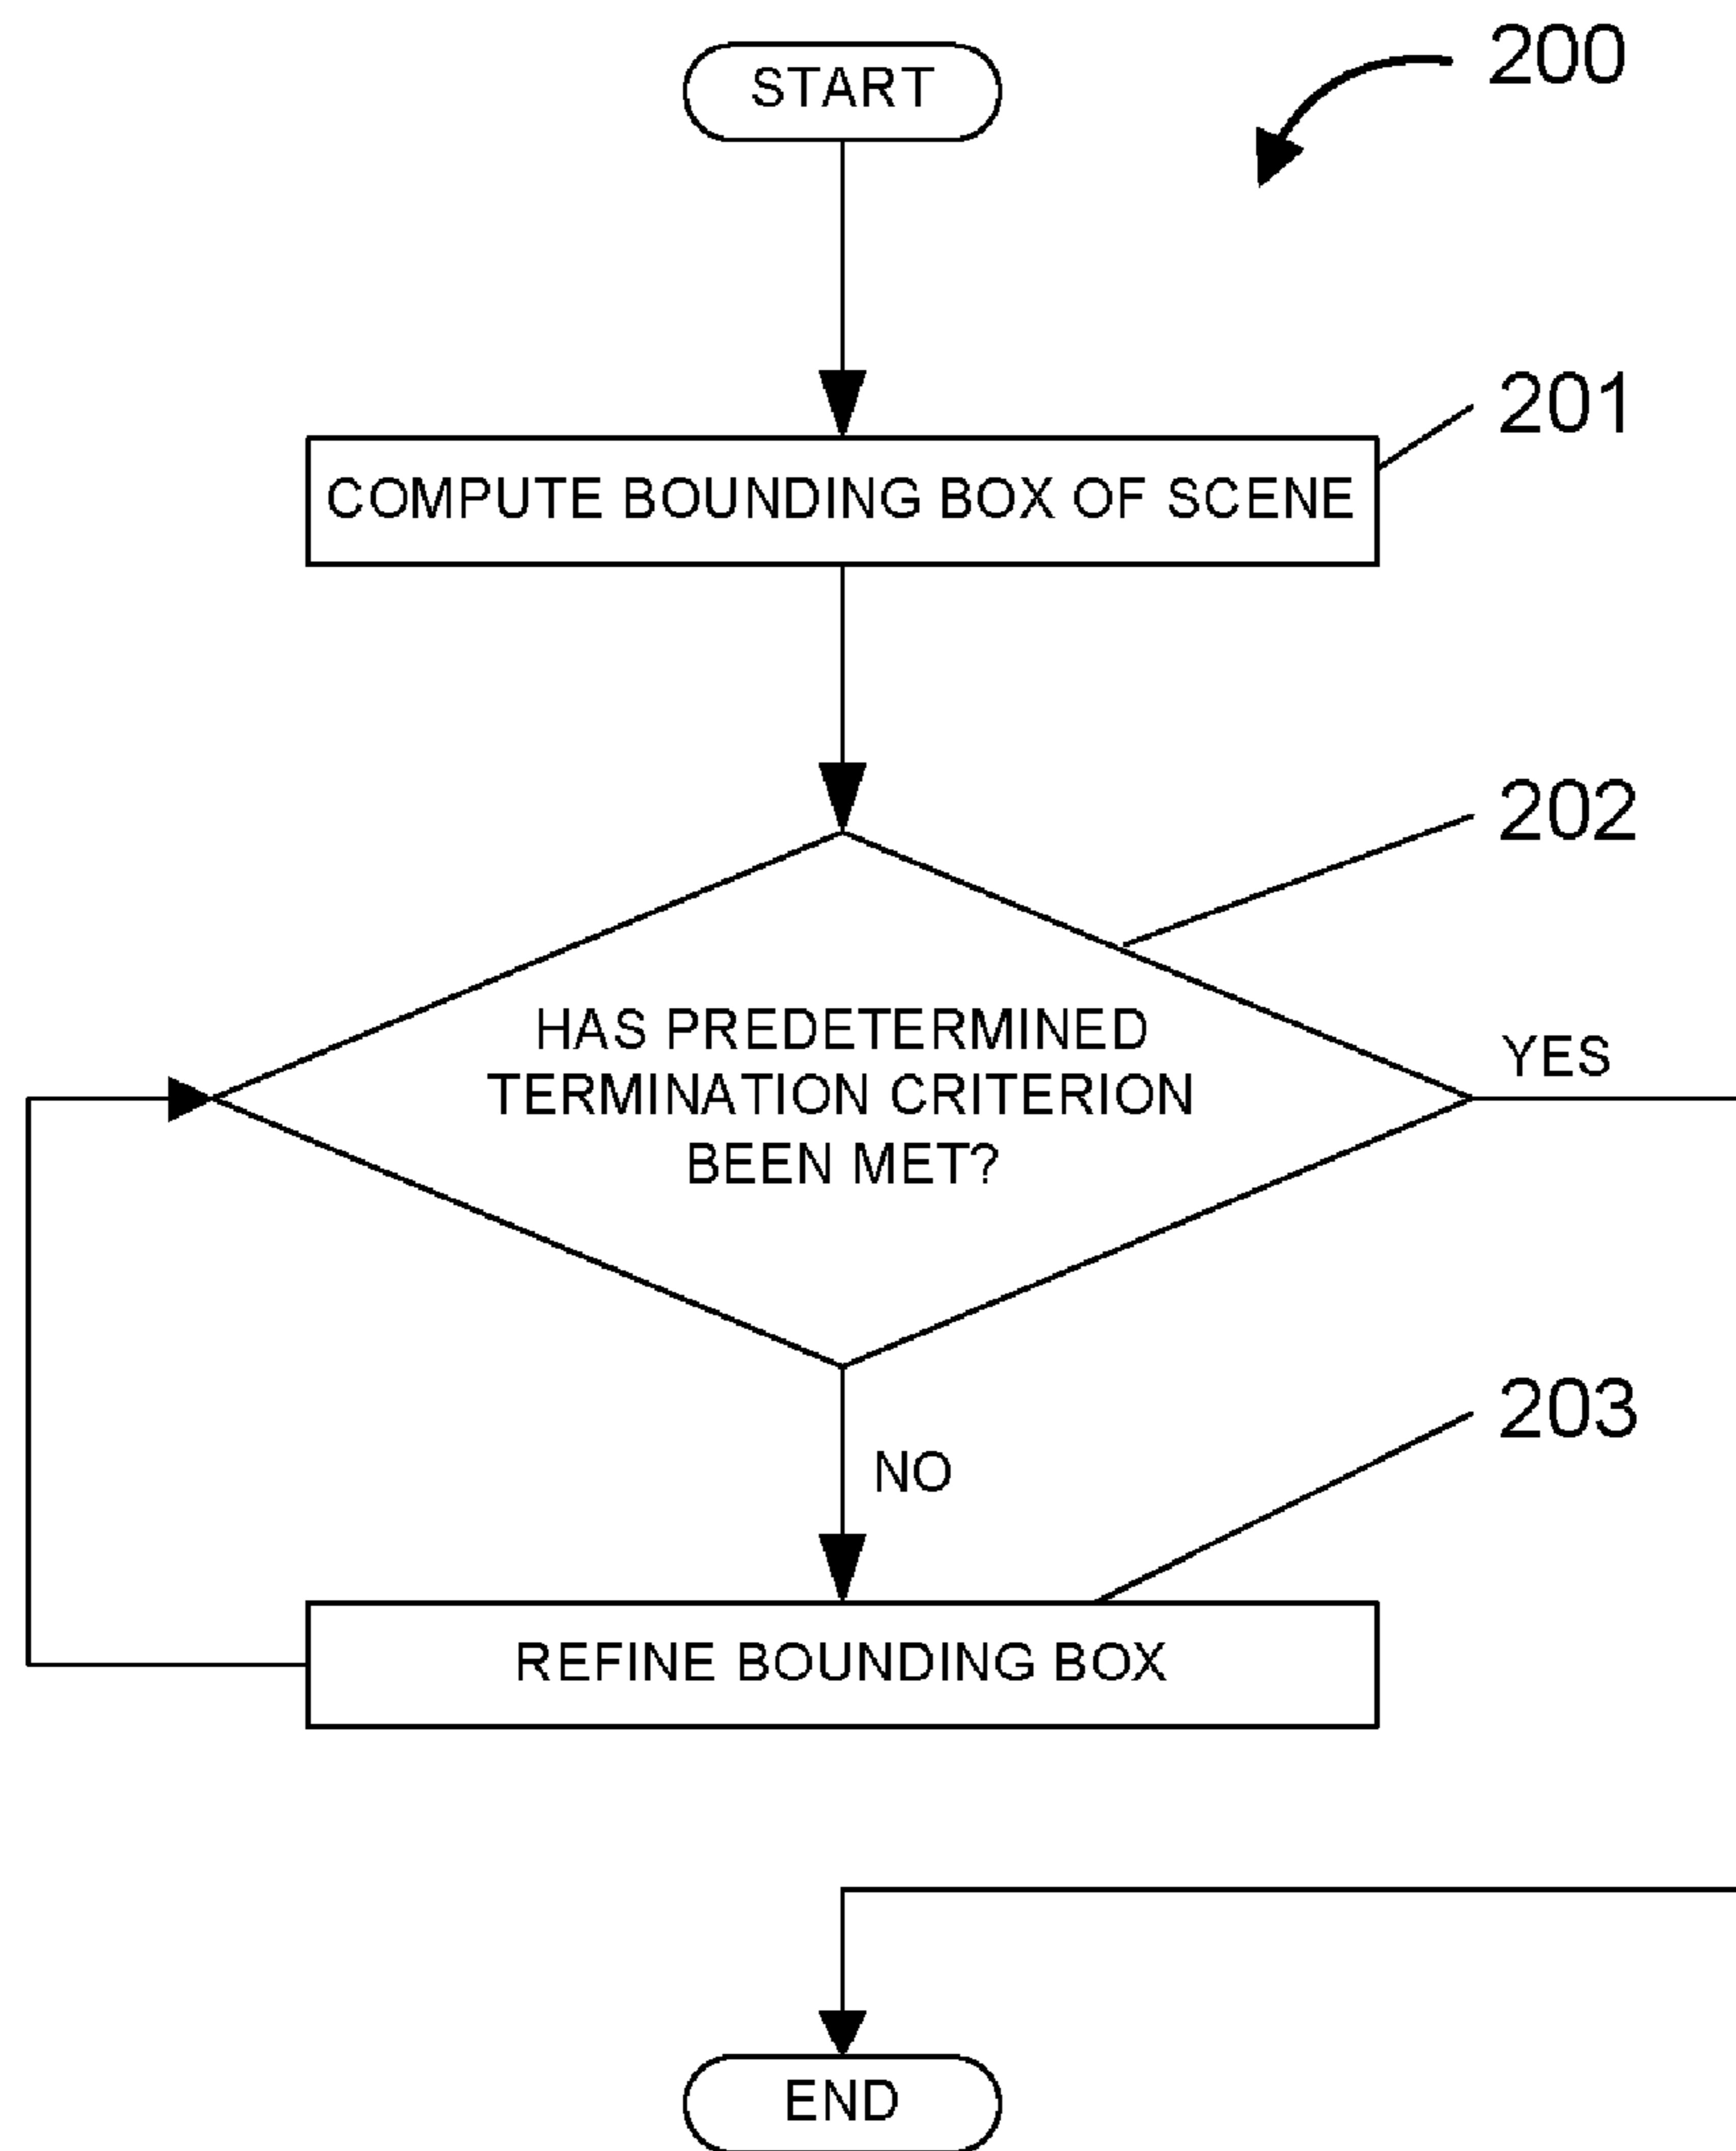 START
200
201
COMPUTE BOUNDING BOX OF SCENE
202
HAS PREDETERMINED
TERMINATION CRITERION
BEEN MET?
YES
NO
203
REFINE BOUNDING BOX
END